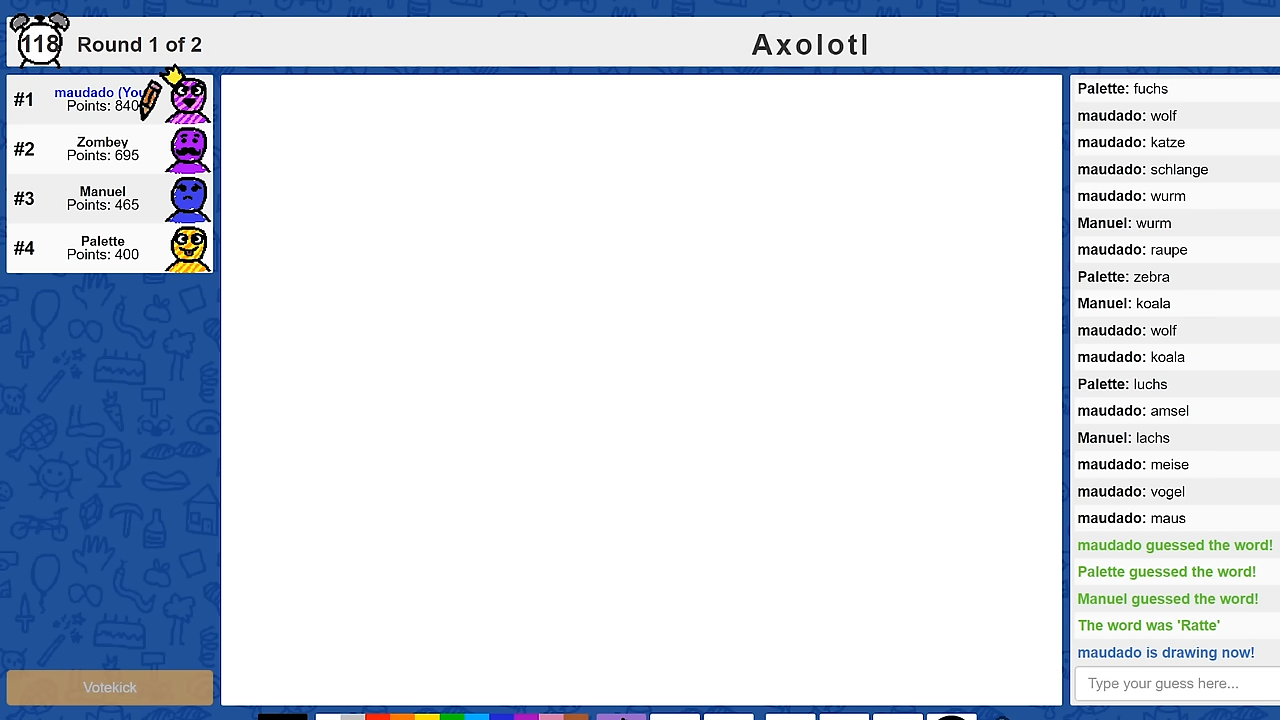 118
Round 1 of 2
Axolotl
#1
maudado (You
Points: 840
#2
Zombey
Points: 695
#3
Manuel
Points: 465
#4
Palette
Points: 400
Palette: fuchs
maudado: wolf
maudado: katze
maudado: schlange
maudado: wurm
Manuel: wurm
maudado: raupe
Palette: zebra
Manuel: koala
maudado: wolf
maudado: koala
Palette: luchs
maudado: amsel
Manuel: lachs
maudado: meise
maudado: vogel
maudado: maus
maudado guessed the word!
Palette guessed the word!
Manuel guessed the word!
The word was 'Ratte'
maudado is drawing now!
Type your guess here...
Votekick